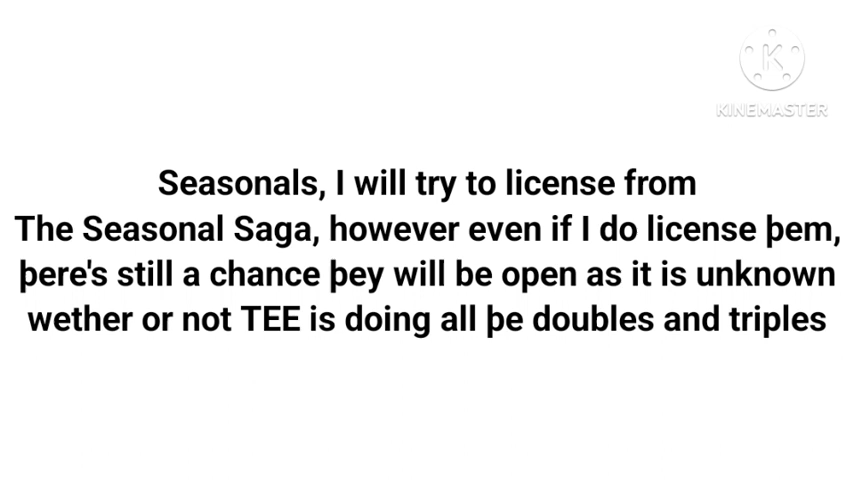 KINEMASTER
Seasonals, I will try to license from
The Seasonal Saga, however even if I do license þem,
þere's still a chance þey will be open as it is unknown
wether or not TEE is doing all þe doubles and triples